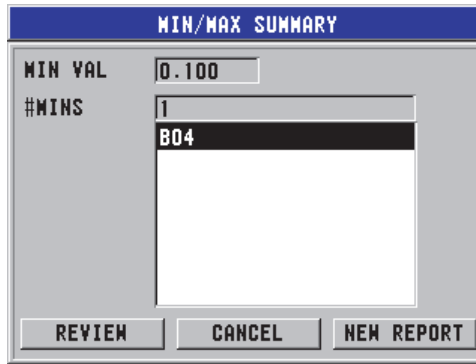 MIN/MAX SUMMARY
MIN VAL 0.100
#MINS 1
B04
REVIEW CANCEL NEW REPORT